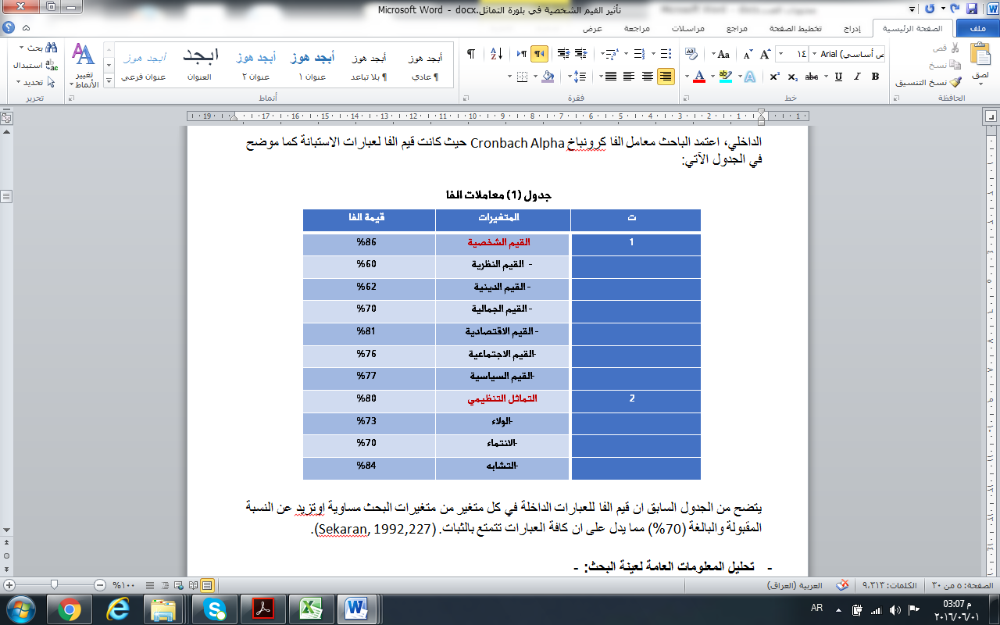 تأثير القيم الشخصية في بلورة التماثل.docx - Microsoft Word
ملف
الصفحة الرئيسية
إدراج
تخطيط الصفحة
مراجع
مراسلات
مراجعة
عرض
لصق
قص
نسخ
نسخ التنسيق
الحافظة
ص أساسي) Arial
١٤
خط
فقرة
أبجد هوز
¶ عادي
أبجد هوز
¶ بلا تباعد
أبجد هوز
عنوان ١
أبجد هوز
عنوان ٢
ابجد
العنوان
أبجد هوز
عنوان فرعي
تغيير الأنماط
أنماط
بحث
استبدال
تحديد
تحرير
الداخلي، اعتمد الباحث معامل الفا كرونباخ Cronbach Alpha حيث كانت قيم الفا لعبارات الاستبانة كما موضح
في الجدول الآتي:
جدول (1) معاملات الفا
ت المتغيرات قيمة الفا
1 القيم الشخصية %86
- القيم النظرية %60
- القيم الدينية %62
- القيم الجمالية %70
- القيم الاقتصادية %81
-القيم الاجتماعية %76
-القيم السياسية %77
2 التماثل التنظيمي %80
-الولاء %73
-الانتماء %70
-التشابه %84
يتضح من الجدول السابق ان قيم الفا للعبارات الداخلة في كل متغير من متغيرات البحث مساوية اوتزيد عن النسبة
المقبولة والبالغة (70%) مما يدل على ان كافة العبارات تتمتع بالثبات. (Sekaran, 1992,227).
- تحليل المعلومات العامة لعينة البحث: -
الصفحة: ٥ من ٣٠
الكلمات: ٩,٣١٣
العربية (العراق)
١٠٠%
AR
03:07 م
٢٠١٦/٠٦/٠١